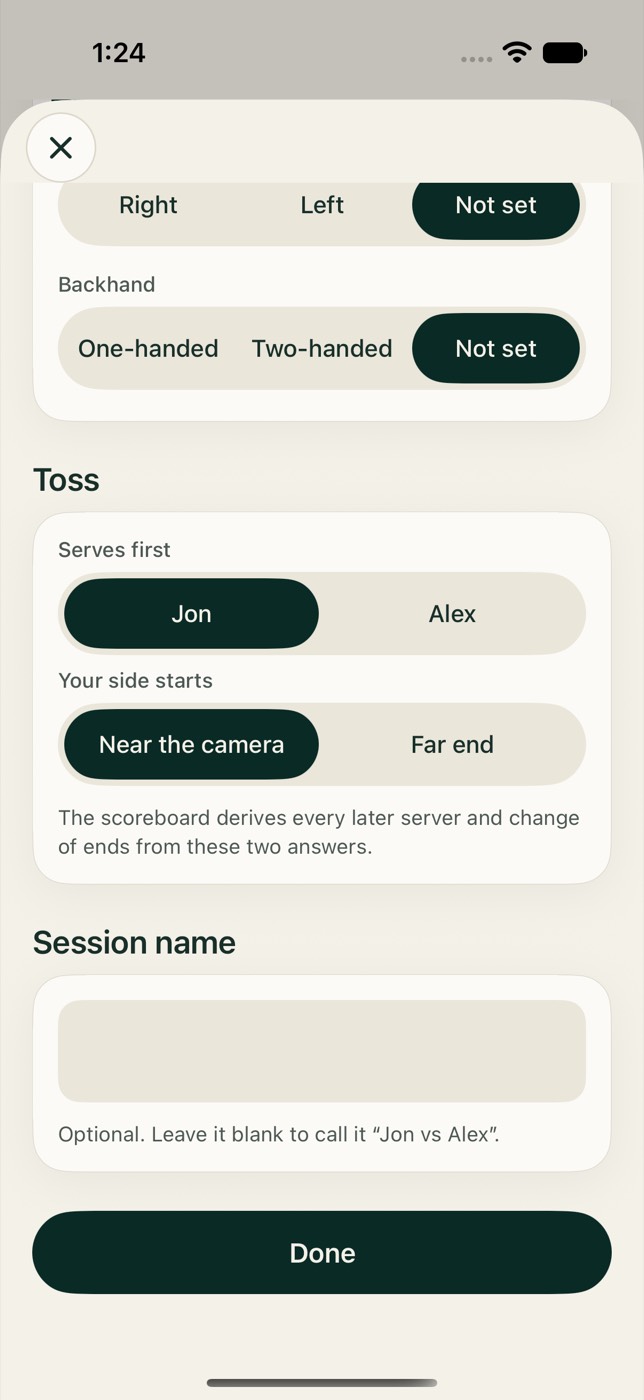 1:24
Right Left Not set
Backhand
One-handed Two-handed Not set
Toss
Serves first
Jon Alex
Your side starts
Near the camera Far end
The scoreboard derives every later server and change
of ends from these two answers.
Session name
Optional. Leave it blank to call it “Jon vs Alex”.
Done